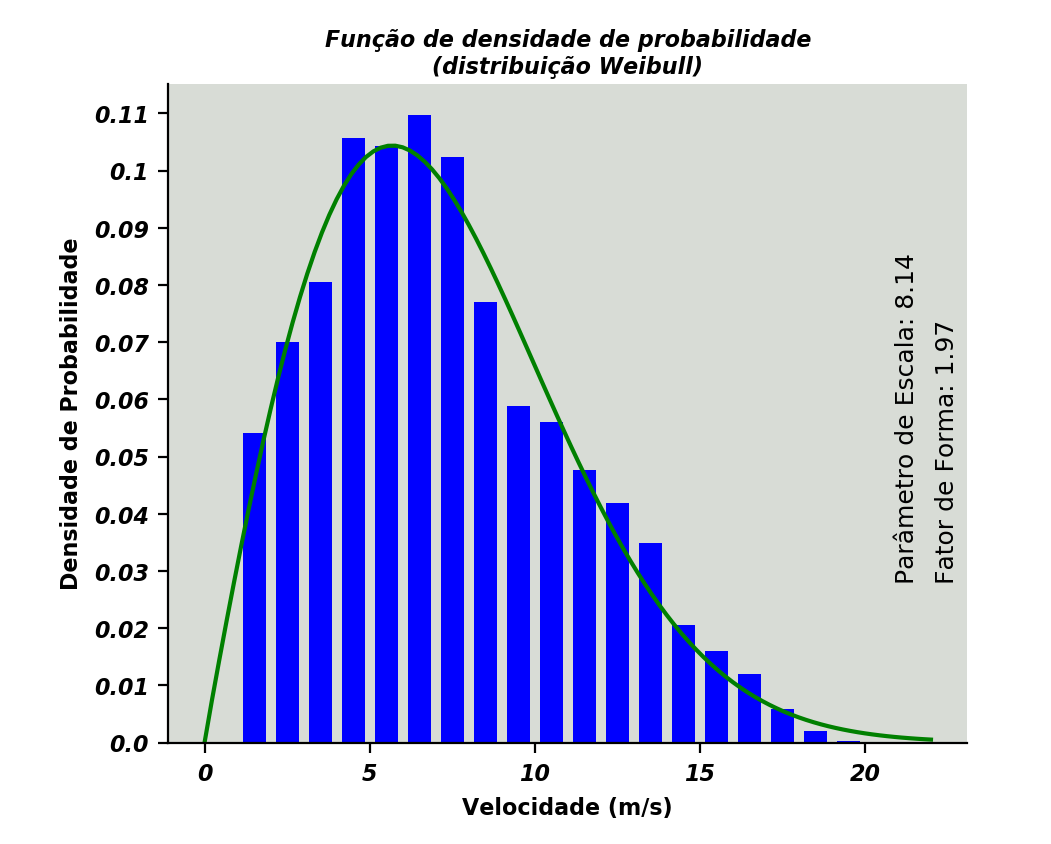 Função de densidade de probabilidade
(distribuição Weibull)
Densidade de Probabilidade
0.11
0.1
0.09
0.08
0.07
0.06
0.05
0.04
0.03
0.02
0.01
0.0
0
5
10
15
20
Velocidade (m/s)
Parâmetro de Escala: 8.14
Fator de Forma: 1.97